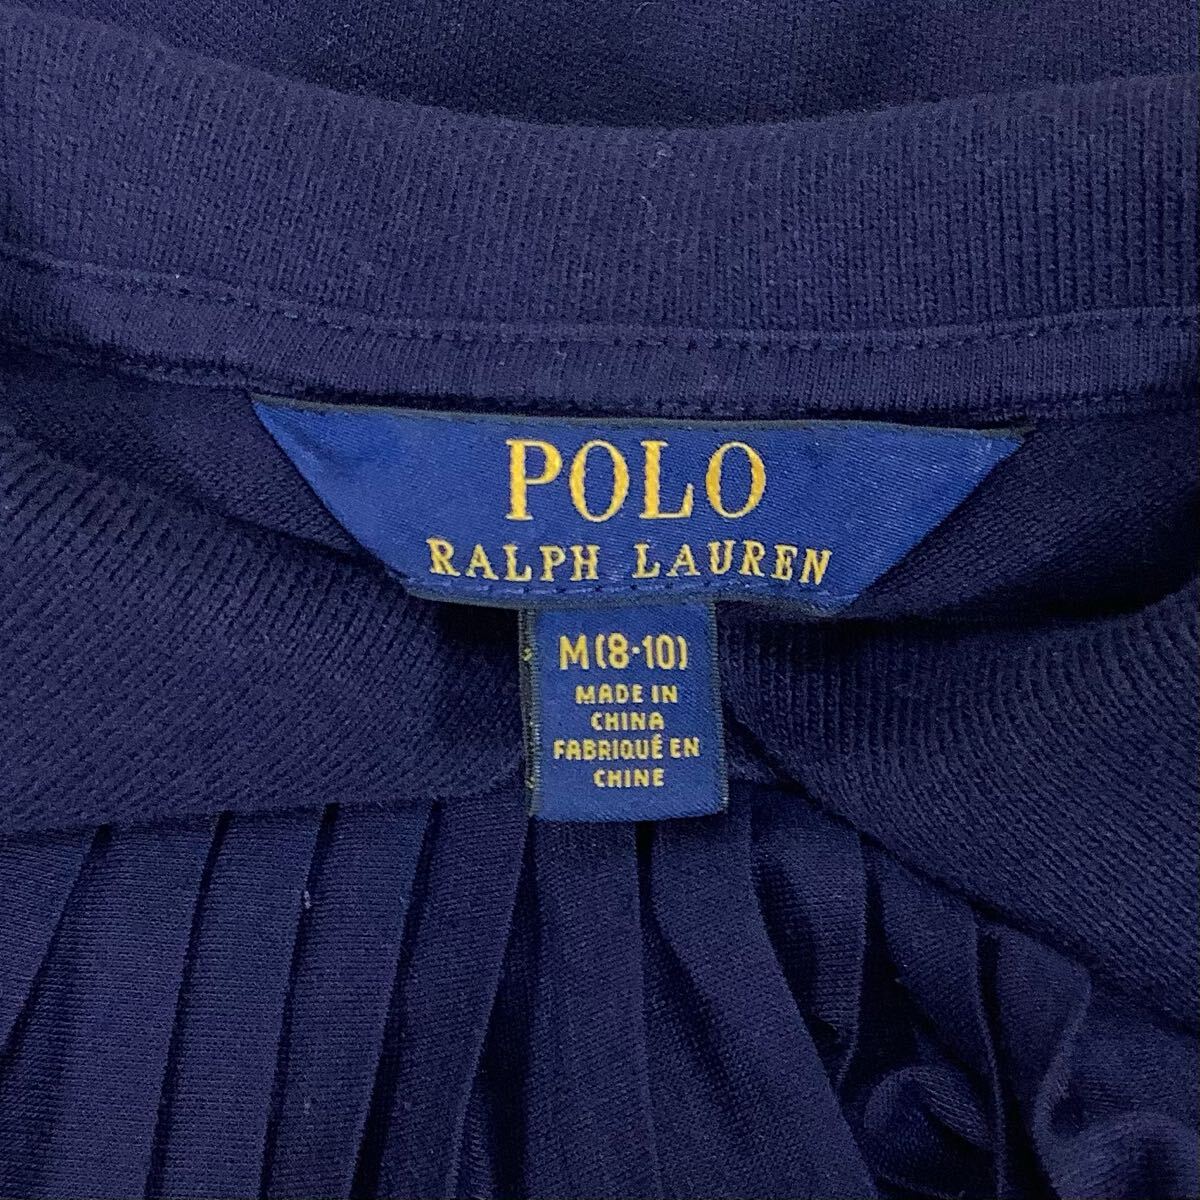 POLO
RALPH LAUREN
M(8-10)
MADE IN
CHINA
FABRIQUÉ EN
CHINE